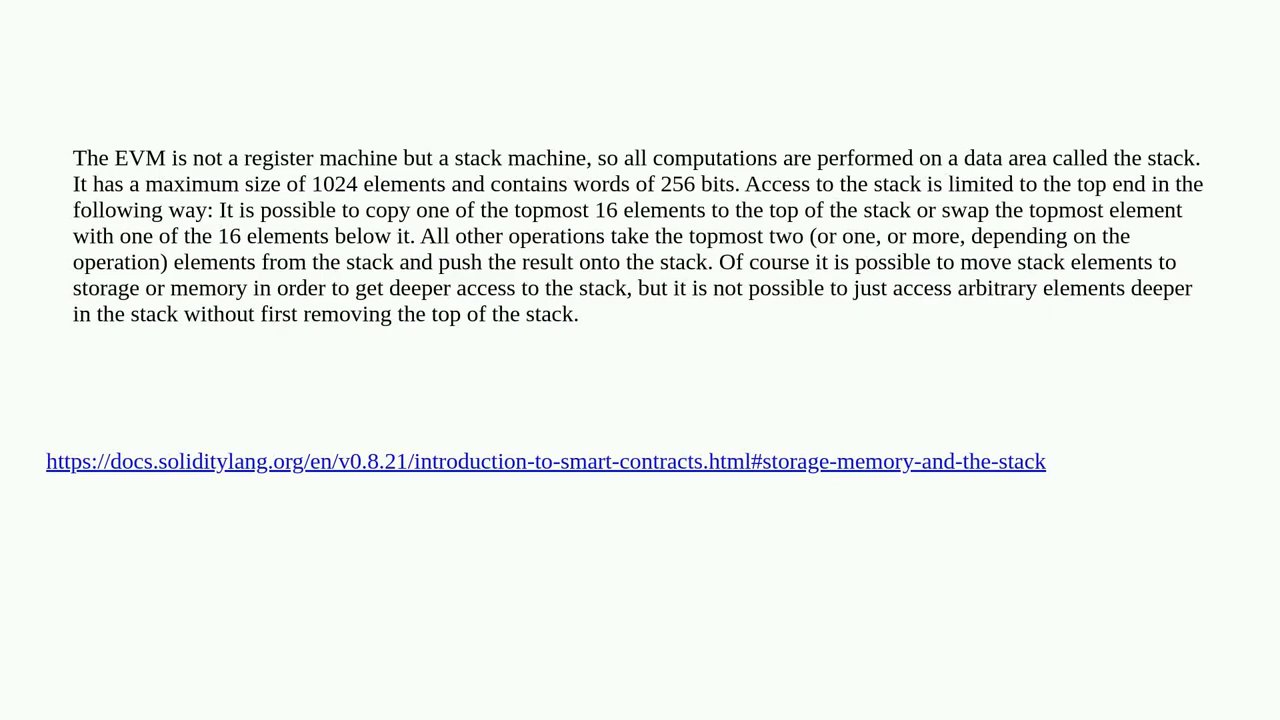 The EVM is not a register machine but a stack machine, so all computations are performed on a data area called the stack.
It has a maximum size of 1024 elements and contains words of 256 bits. Access to the stack is limited to the top end in the
following way: It is possible to copy one of the topmost 16 elements to the top of the stack or swap the topmost element
with one of the 16 elements below it. All other operations take the topmost two (or one, or more, depending on the
operation) elements from the stack and push the result onto the stack. Of course it is possible to move stack elements to
storage or memory in order to get deeper access to the stack, but it is not possible to just access arbitrary elements deeper
in the stack without first removing the top of the stack.
https://docs.soliditylang.org/en/v0.8.21/introduction-to-smart-contracts.html#storage-memory-and-the-stack